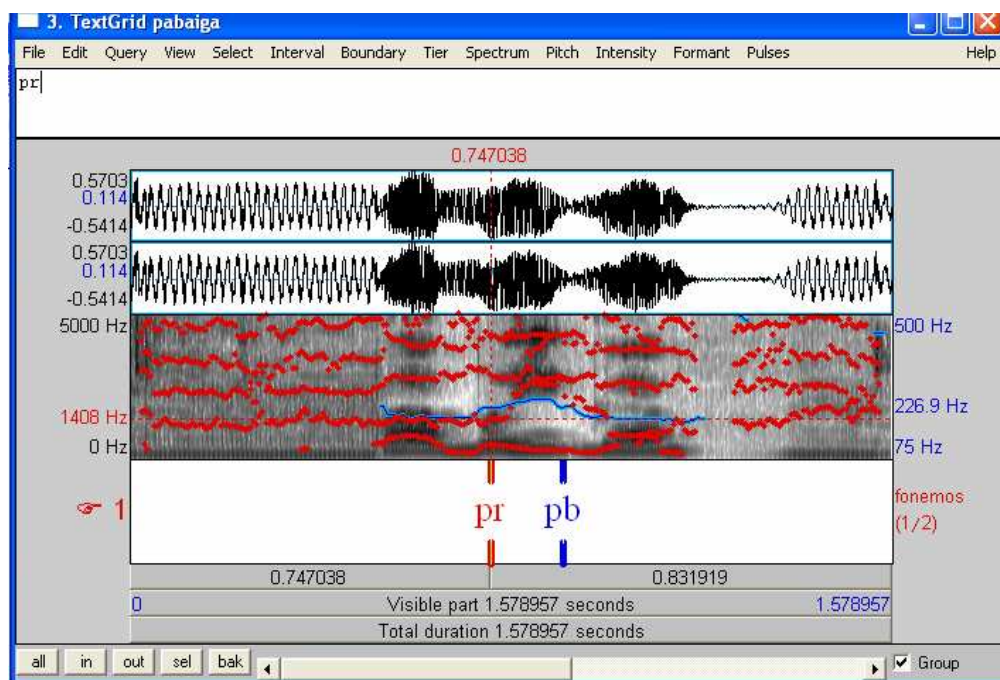 3. TextGrid pabaiga
File Edit Query View Select Interval Boundary Tier Spectrum Pitch Intensity Formant Pulses Help
pr
0.747038
0.5703
0.114
-0.5414
0.5703
0.114
-0.5414
5000 Hz 500 Hz
1408 Hz 226.9 Hz
0 Hz 75 Hz
☞ 1 pr pb fonemos
(1/2)
0.747038 0.831919
0 Visible part 1.578957 seconds 1.578957
Total duration 1.578957 seconds
all in out sel bak Group